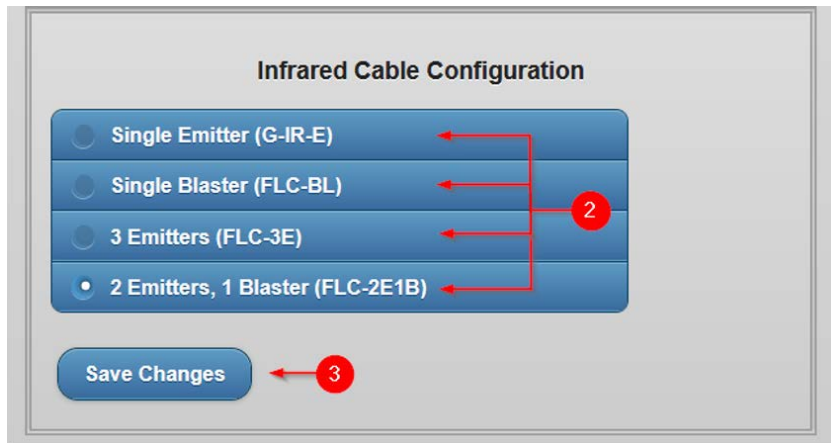 Infrared Cable Configuration
Single Emitter (G-IR-E)
Single Blaster (FLC-BL)
2
3 Emitters (FLC-3E)
2 Emitters, 1 Blaster (FLC-2E1B)
Save Changes
3